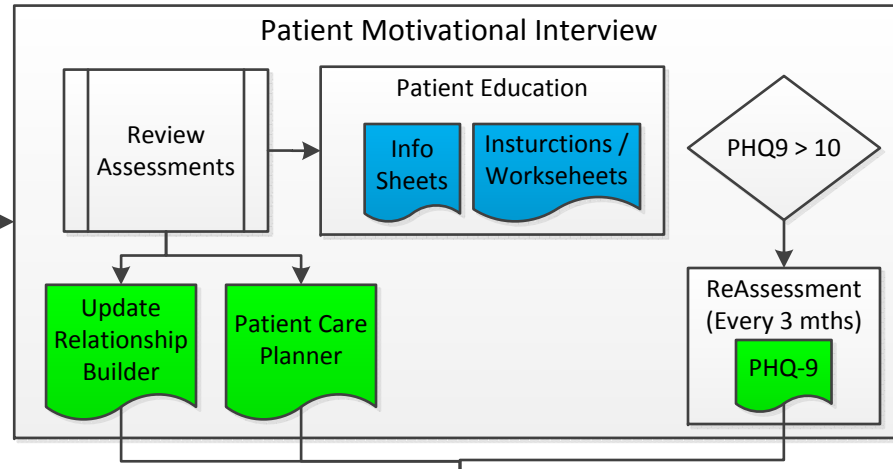 Patient Motivational Interview
Review
Assessments
Patient Education
Info
Sheets
Insturctions /
Workseheets
PHQ9 > 10
Update
Relationship
Builder
Patient Care
Planner
ReAssessment
(Every 3 mths)
PHQ-9